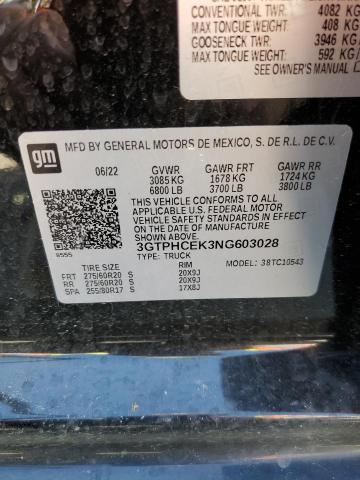 CONVENTIONAL TWR: 4082 KG
MAX TONGUE WEIGHT: 408 KG
GOOSENECK TWR: 3946 KG/
MAX TONGUE WEIGHT: 592 KG/
SEE OWNER'S MANUAL
gm
MFD BY GENERAL MOTORS DE MEXICO, S. DE R.L. DE C.V.
06/22 GVWR GAWR FRT GAWR RR
3085 KG 1678 KG 1724 KG
6800 LB 3700 LB 3800 LB
THIS VEHICLE CONFORMS TO ALL APPLICABLE U.S. FEDERAL MOTOR
VEHICLE SAFETY STANDARDS IN EFFECT ON THE DATE OF
MANUFACTURE SHOWN ABOVE.
3GTPHCEK3NG603028
TYPE: TRUCK MODEL: 38TC10543
TIRE SIZE RIM
FRT 275/60R20 S 20X9J
RR 275/60R20 S 20X9J
SPA 255/80R17 S 17X8J